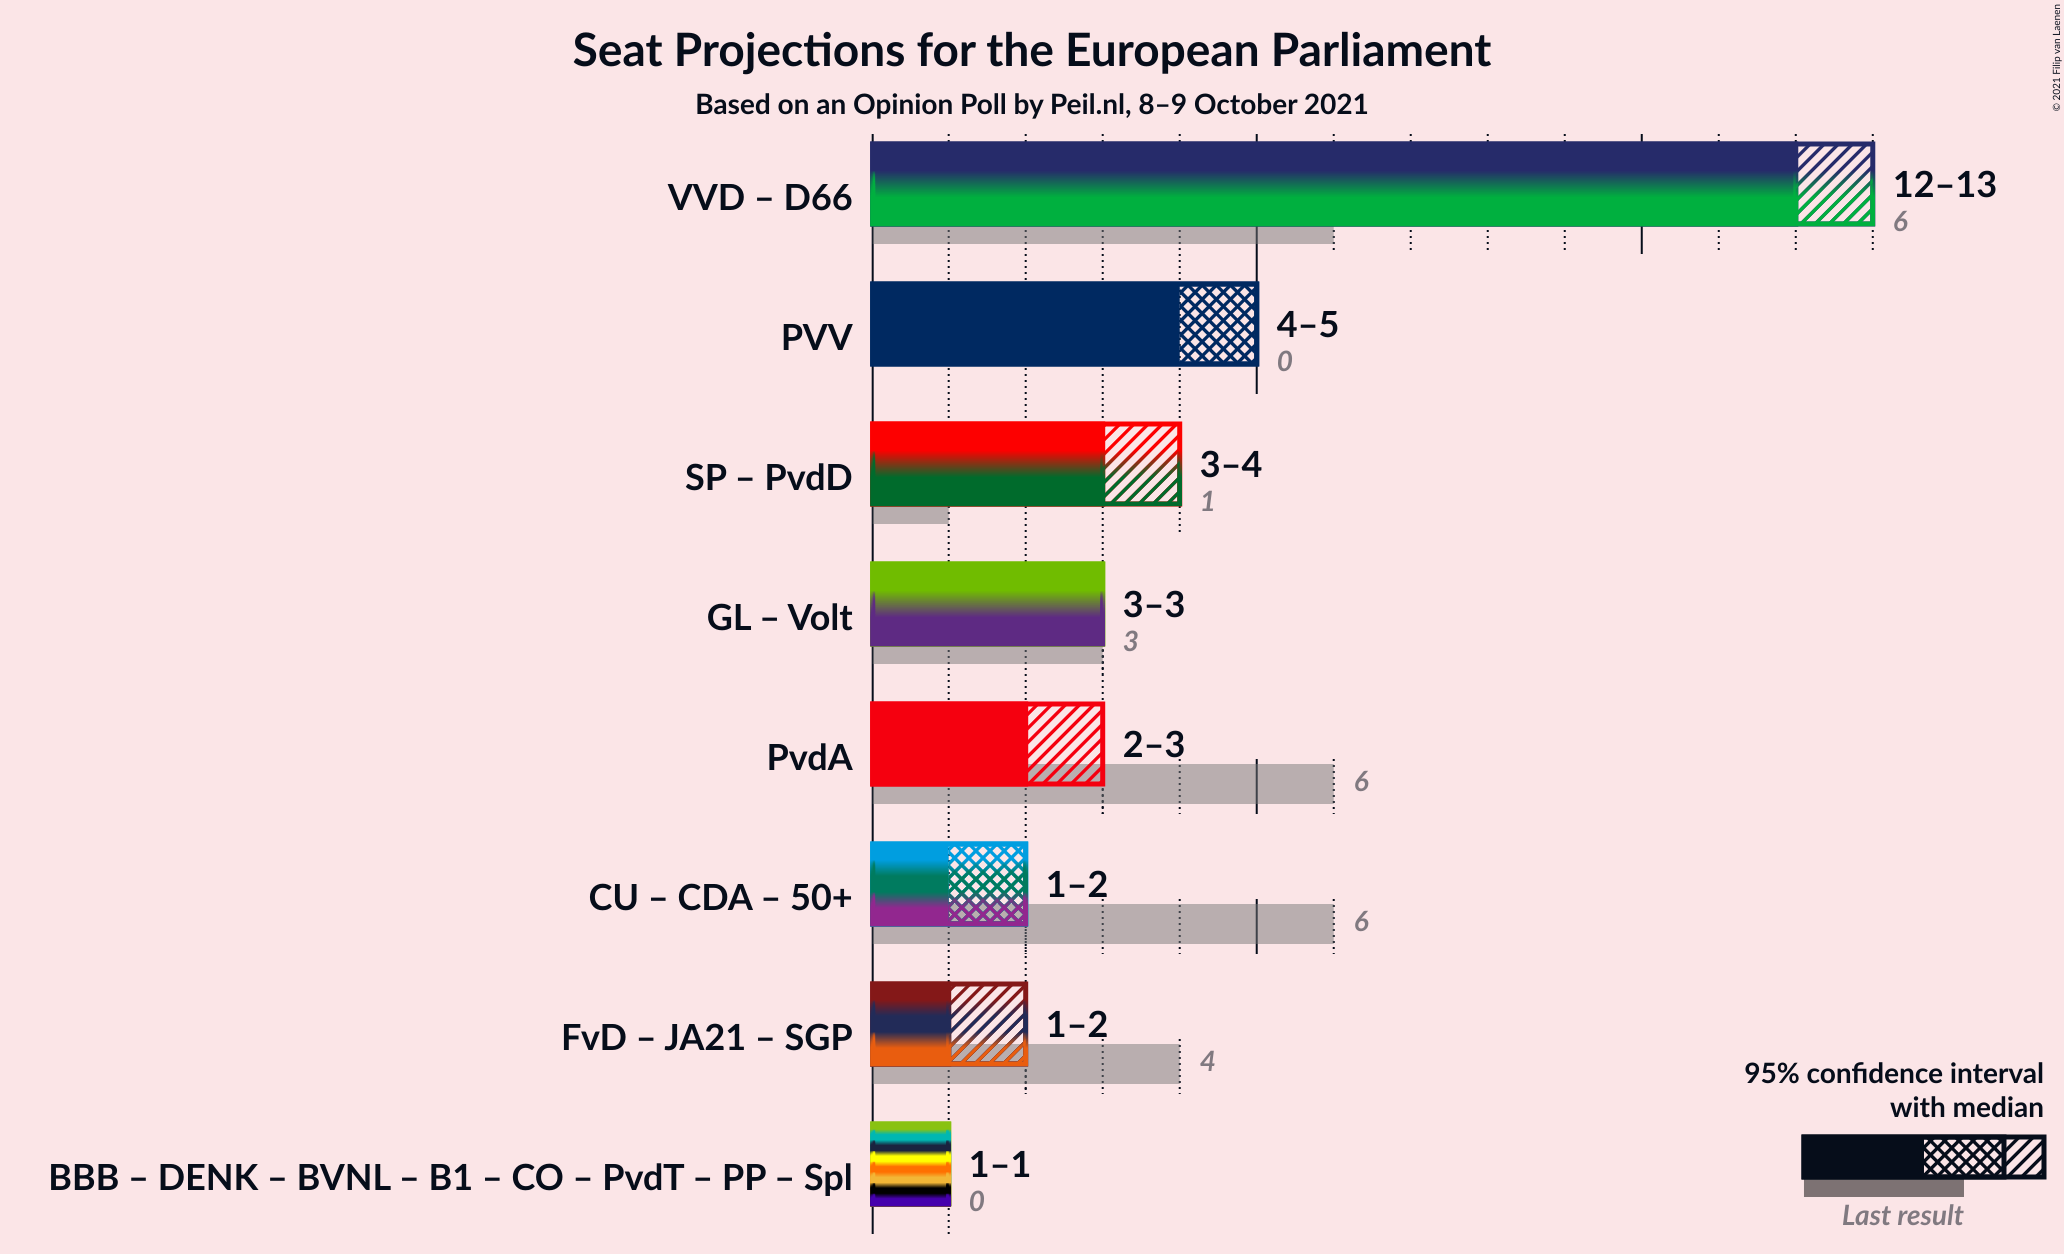 Seat Projections for the European Parliament
Based on an Opinion Poll by Peil.nl, 8–9 October 2021
© 2021 Filip van Laenen
VVD – D66
12–13
6
PVV
4–5
0
SP – PvdD
3–4
1
GL – Volt
3–3
3
PvdA
2–3
6
CU – CDA – 50+
1–2
6
FvD – JA21 – SGP
1–2
4
BBB – DENK – BVNL – B1 – CO – PvdT – PP – Spl
1–1
0
95% confidence interval
with median
Last result